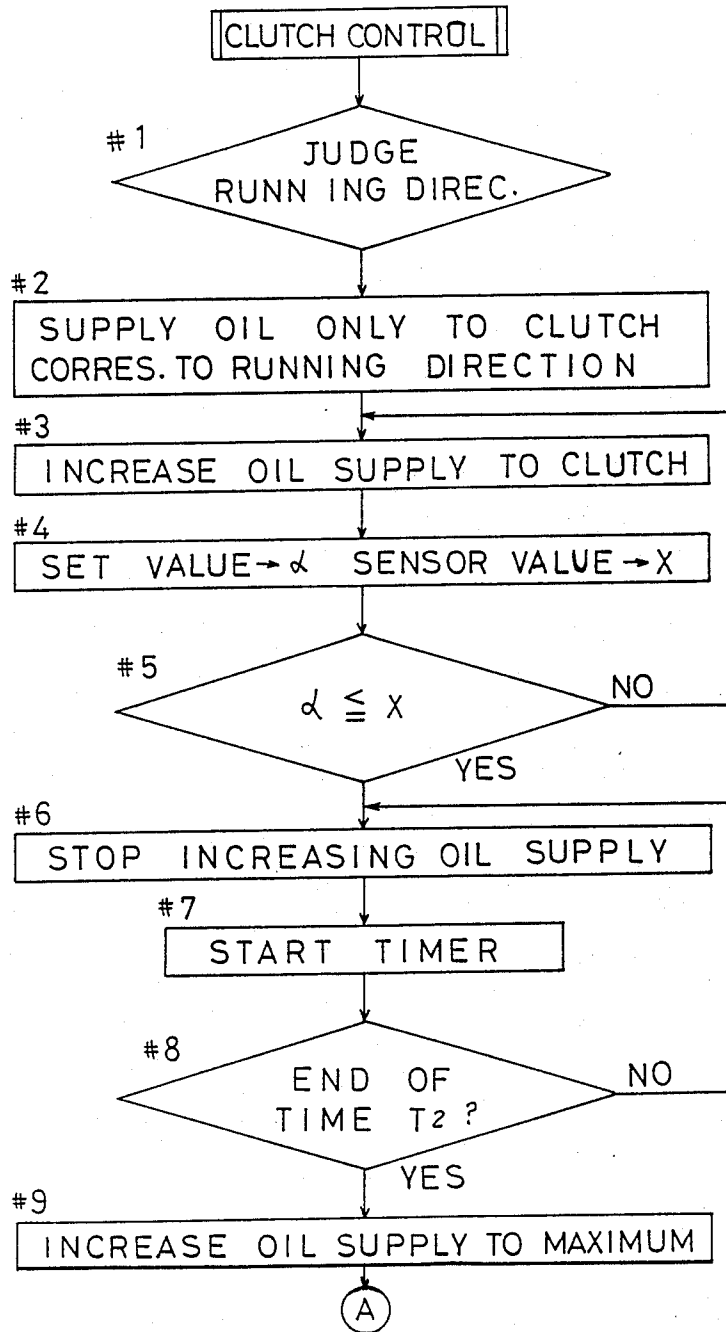 CLUTCH CONTROL
#1
JUDGE
RUNNING DIREC.
#2
SUPPLY OIL ONLY TO CLUTCH
CORRES. TO RUNNING DIRECTION
#3
INCREASE OIL SUPPLY TO CLUTCH
#4
SET VALUE→α SENSOR VALUE→X
#5
α ≦ X
NO
YES
#6
STOP INCREASING OIL SUPPLY
#7
START TIMER
#8
END OF
TIME T2 ?
NO
YES
#9
INCREASE OIL SUPPLY TO MAXIMUM
A